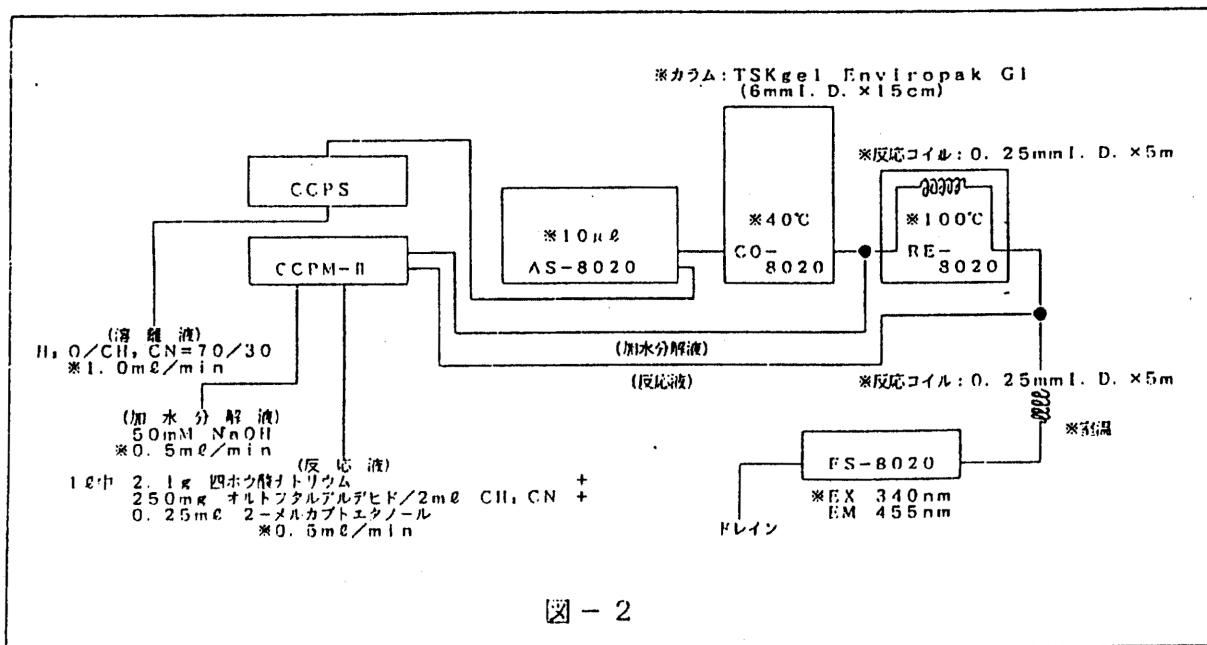 ※カラム:TSKgel Enviropak G1
(6mmI. D. ×15cm)
※反応コイル:0. 25mmI. D. ×5m
CCPS
※10μℓ
AS-8020
※40℃
CO-
8020
※100℃
RE-
8020
CCPM-Ⅱ
(溶離液)
H₂O/CH₃CN=70/30
※1. 0mℓ/min
(加水分解液)
(反応液)
※反応コイル:0. 25mmI. D. ×5m
※室温
(加水分解液)
50mM NaOH
※0. 5mℓ/min
FS-8020
※EX 340nm
EM 455nm
ドレイン
(反応液)
1ℓ中 2. 1g 四ホウ酸ナトリウム +
250mg オルトフタルアルデヒド/2mℓ CH₃CN +
0. 25mℓ 2-メルカプトエタノール
※0. 5mℓ/min
図-2